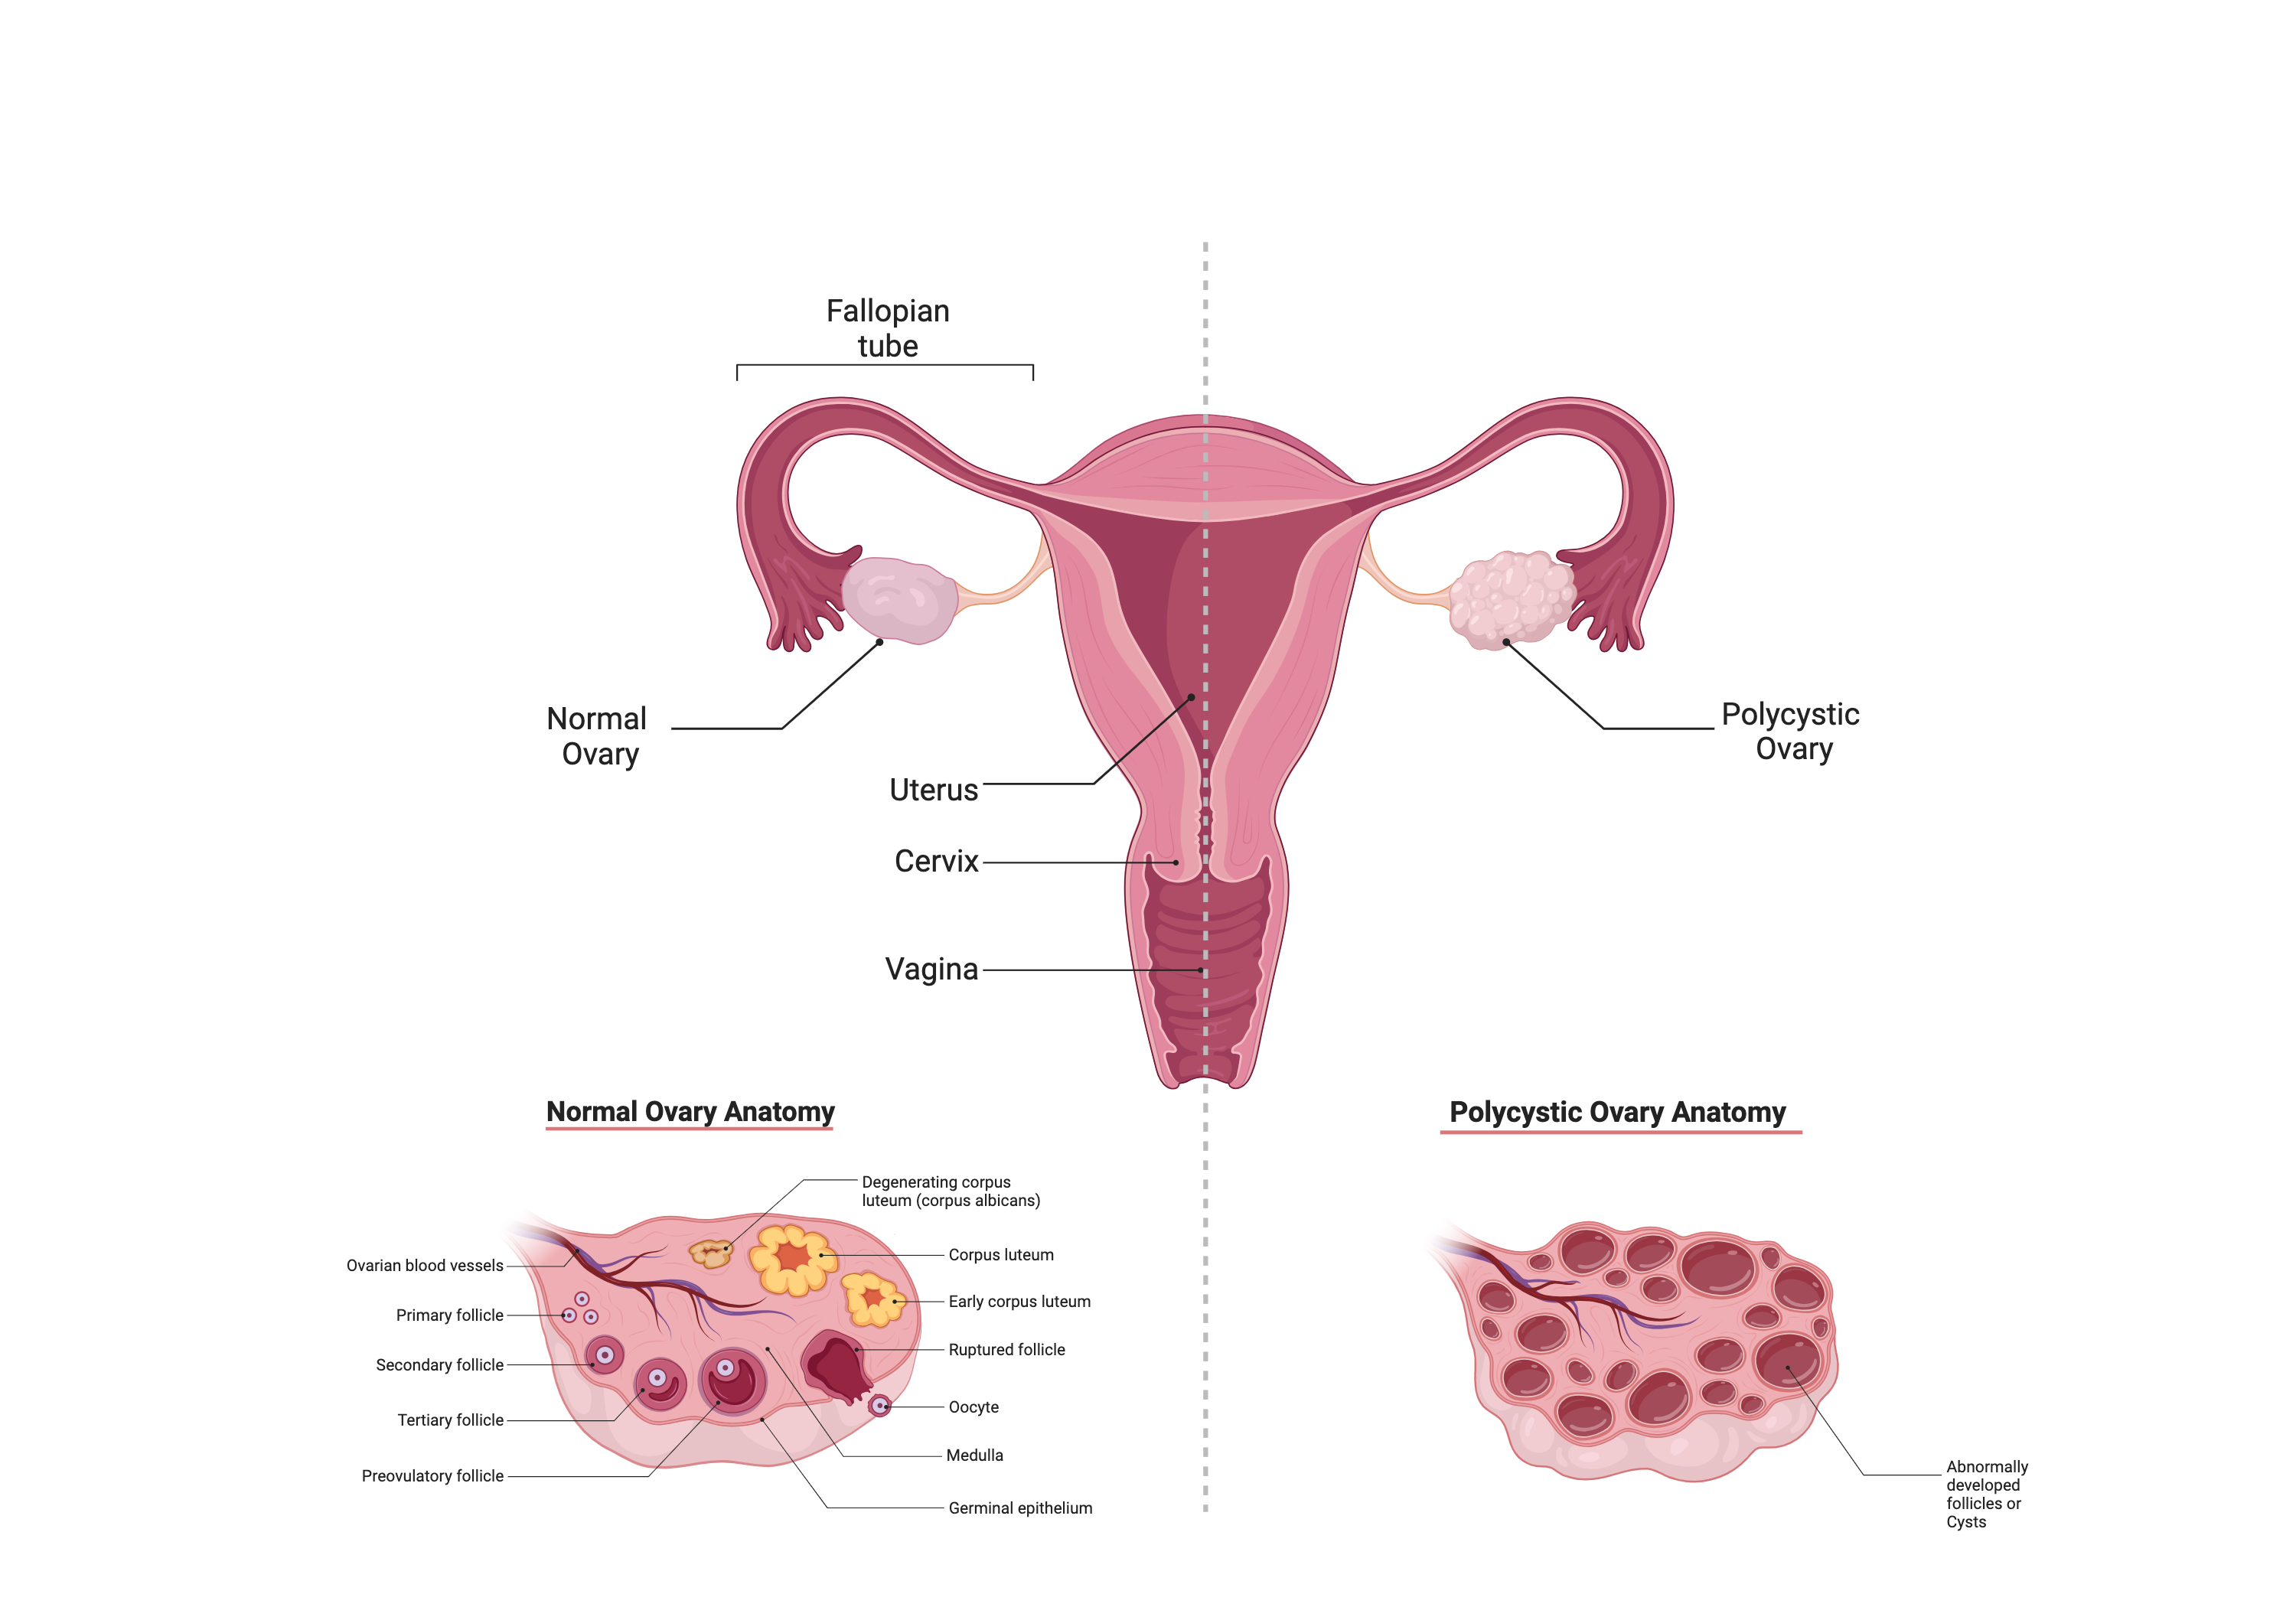 Fallopian
tube
Normal
Ovary
Polycystic
Ovary
Uterus
Cervix
Vagina
Normal Ovary Anatomy
Degenerating corpus
luteum (corpus albicans)
Ovarian blood vessels
Primary follicle
Secondary follicle
Tertiary follicle
Preovulatory follicle
Corpus luteum
Early corpus luteum
Ruptured follicle
Oocyte
Medulla
Germinal epithelium
Polycystic Ovary Anatomy
Abnormally
developed
follicles or
Cysts